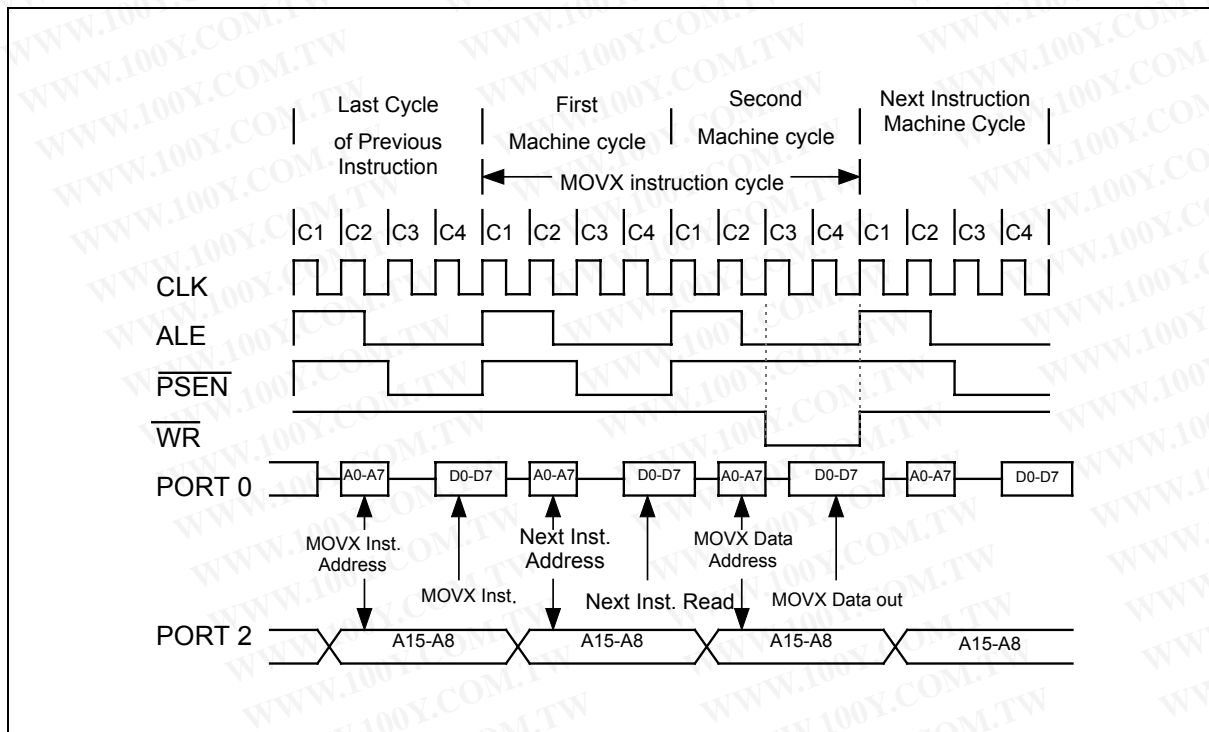 WWW.100Y.COM.TW
Last Cycle
of Previous
Instruction
First
Machine cycle
Second
Machine cycle
Next Instruction
Machine Cycle
MOVX instruction cycle
C1 C2 C3 C4 C1 C2 C3 C4 C1 C2 C3 C4 C1 C2 C3 C4
CLK
ALE
PSEN
WR
PORT 0
A0-A7 D0-D7 A0-A7 D0-D7 A0-A7 D0-D7 A0-A7 D0-D7
MOVX Inst.
Address
MOVX Inst.
Next Inst.
Address
Next Inst. Read
MOVX Data
Address
MOVX Data out
PORT 2
A15-A8 A15-A8 A15-A8 A15-A8